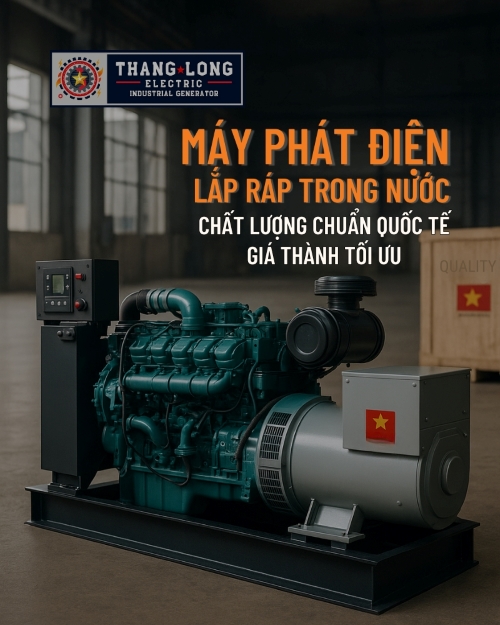 THANG★LONG
ELECTRIC
INDUSTRIAL GENERATOR
MÁY PHÁT ĐIỆN
LẮP RÁP TRONG NƯỚC
CHẤT LƯỢNG CHUẨN QUỐC TẾ
GIÁ THÀNH TỐI ƯU
QUALITY